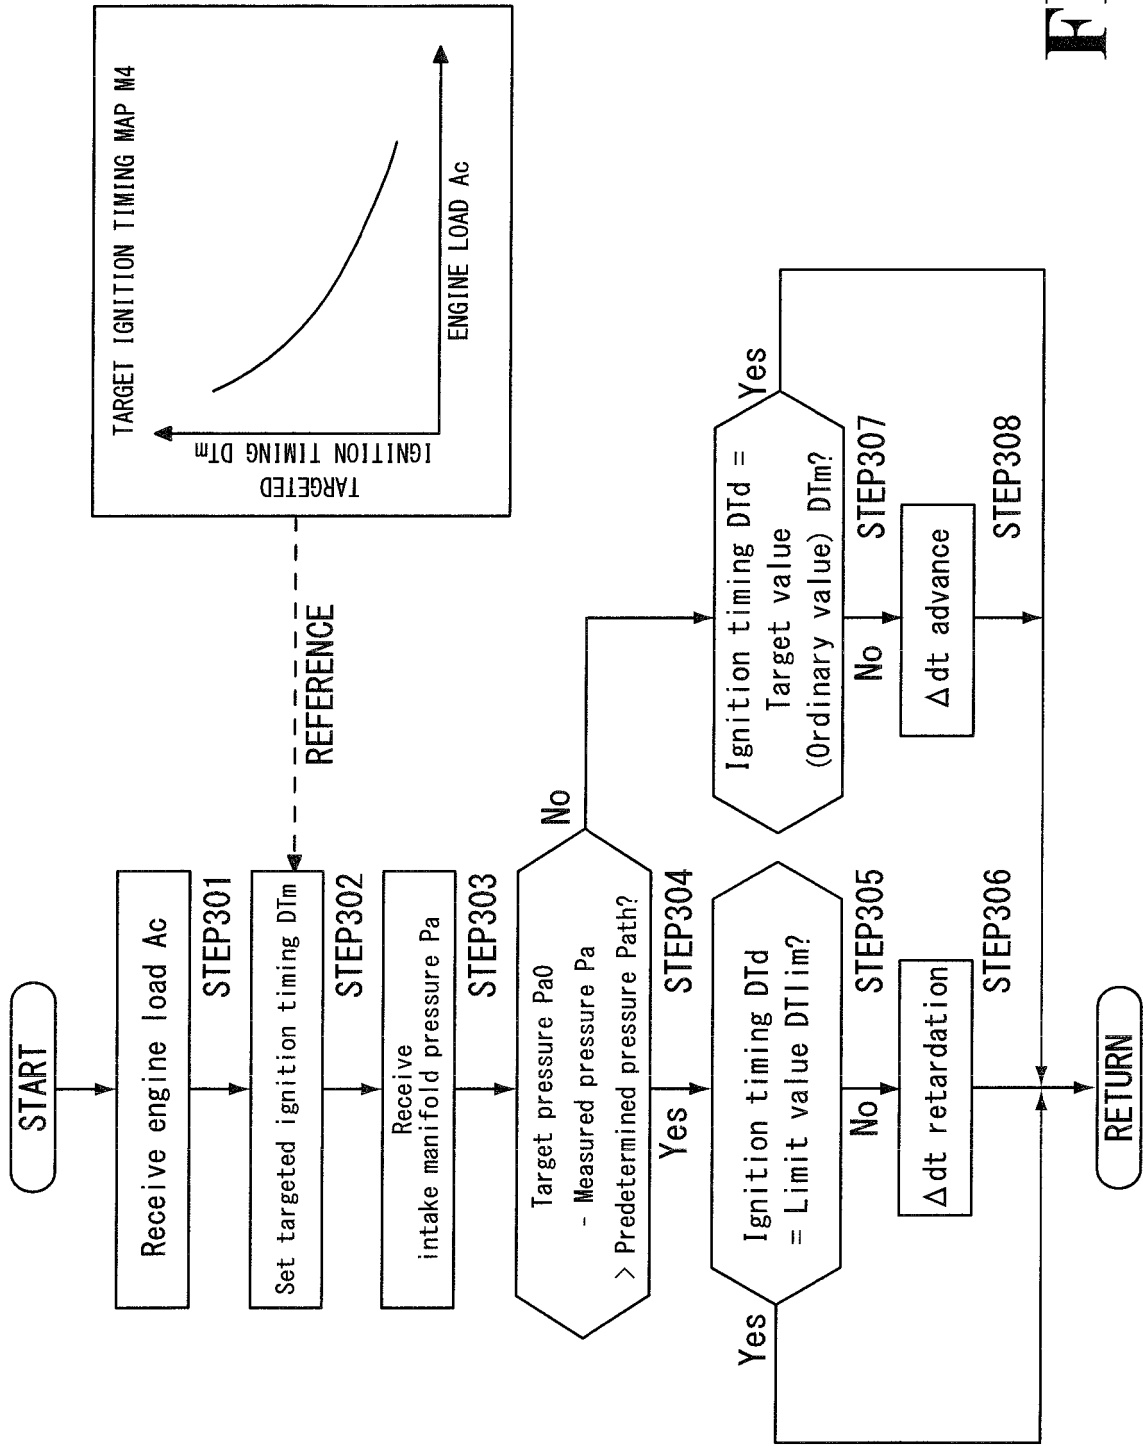 START
Receive engine load Ac
STEP301
Set targeted ignition timing DTm
STEP302
REFERENCE
TARGET IGNITION TIMING MAP M4
TARGETED
IGNITION TIMING DTm
ENGINE LOAD Ac
Receive
intake manifold pressure Pa
STEP303
Target pressure Pa0
- Measured pressure Pa
> Predetermined pressure Path?
STEP304
No
Yes
Ignition timing DTd
= Limit value DTlim?
STEP305
Yes
No
Δdt retardation
STEP306
Ignition timing DTd =
Target value
(Ordinary value) DTm?
STEP307
Yes
No
Δdt advance
STEP308
RETURN
F